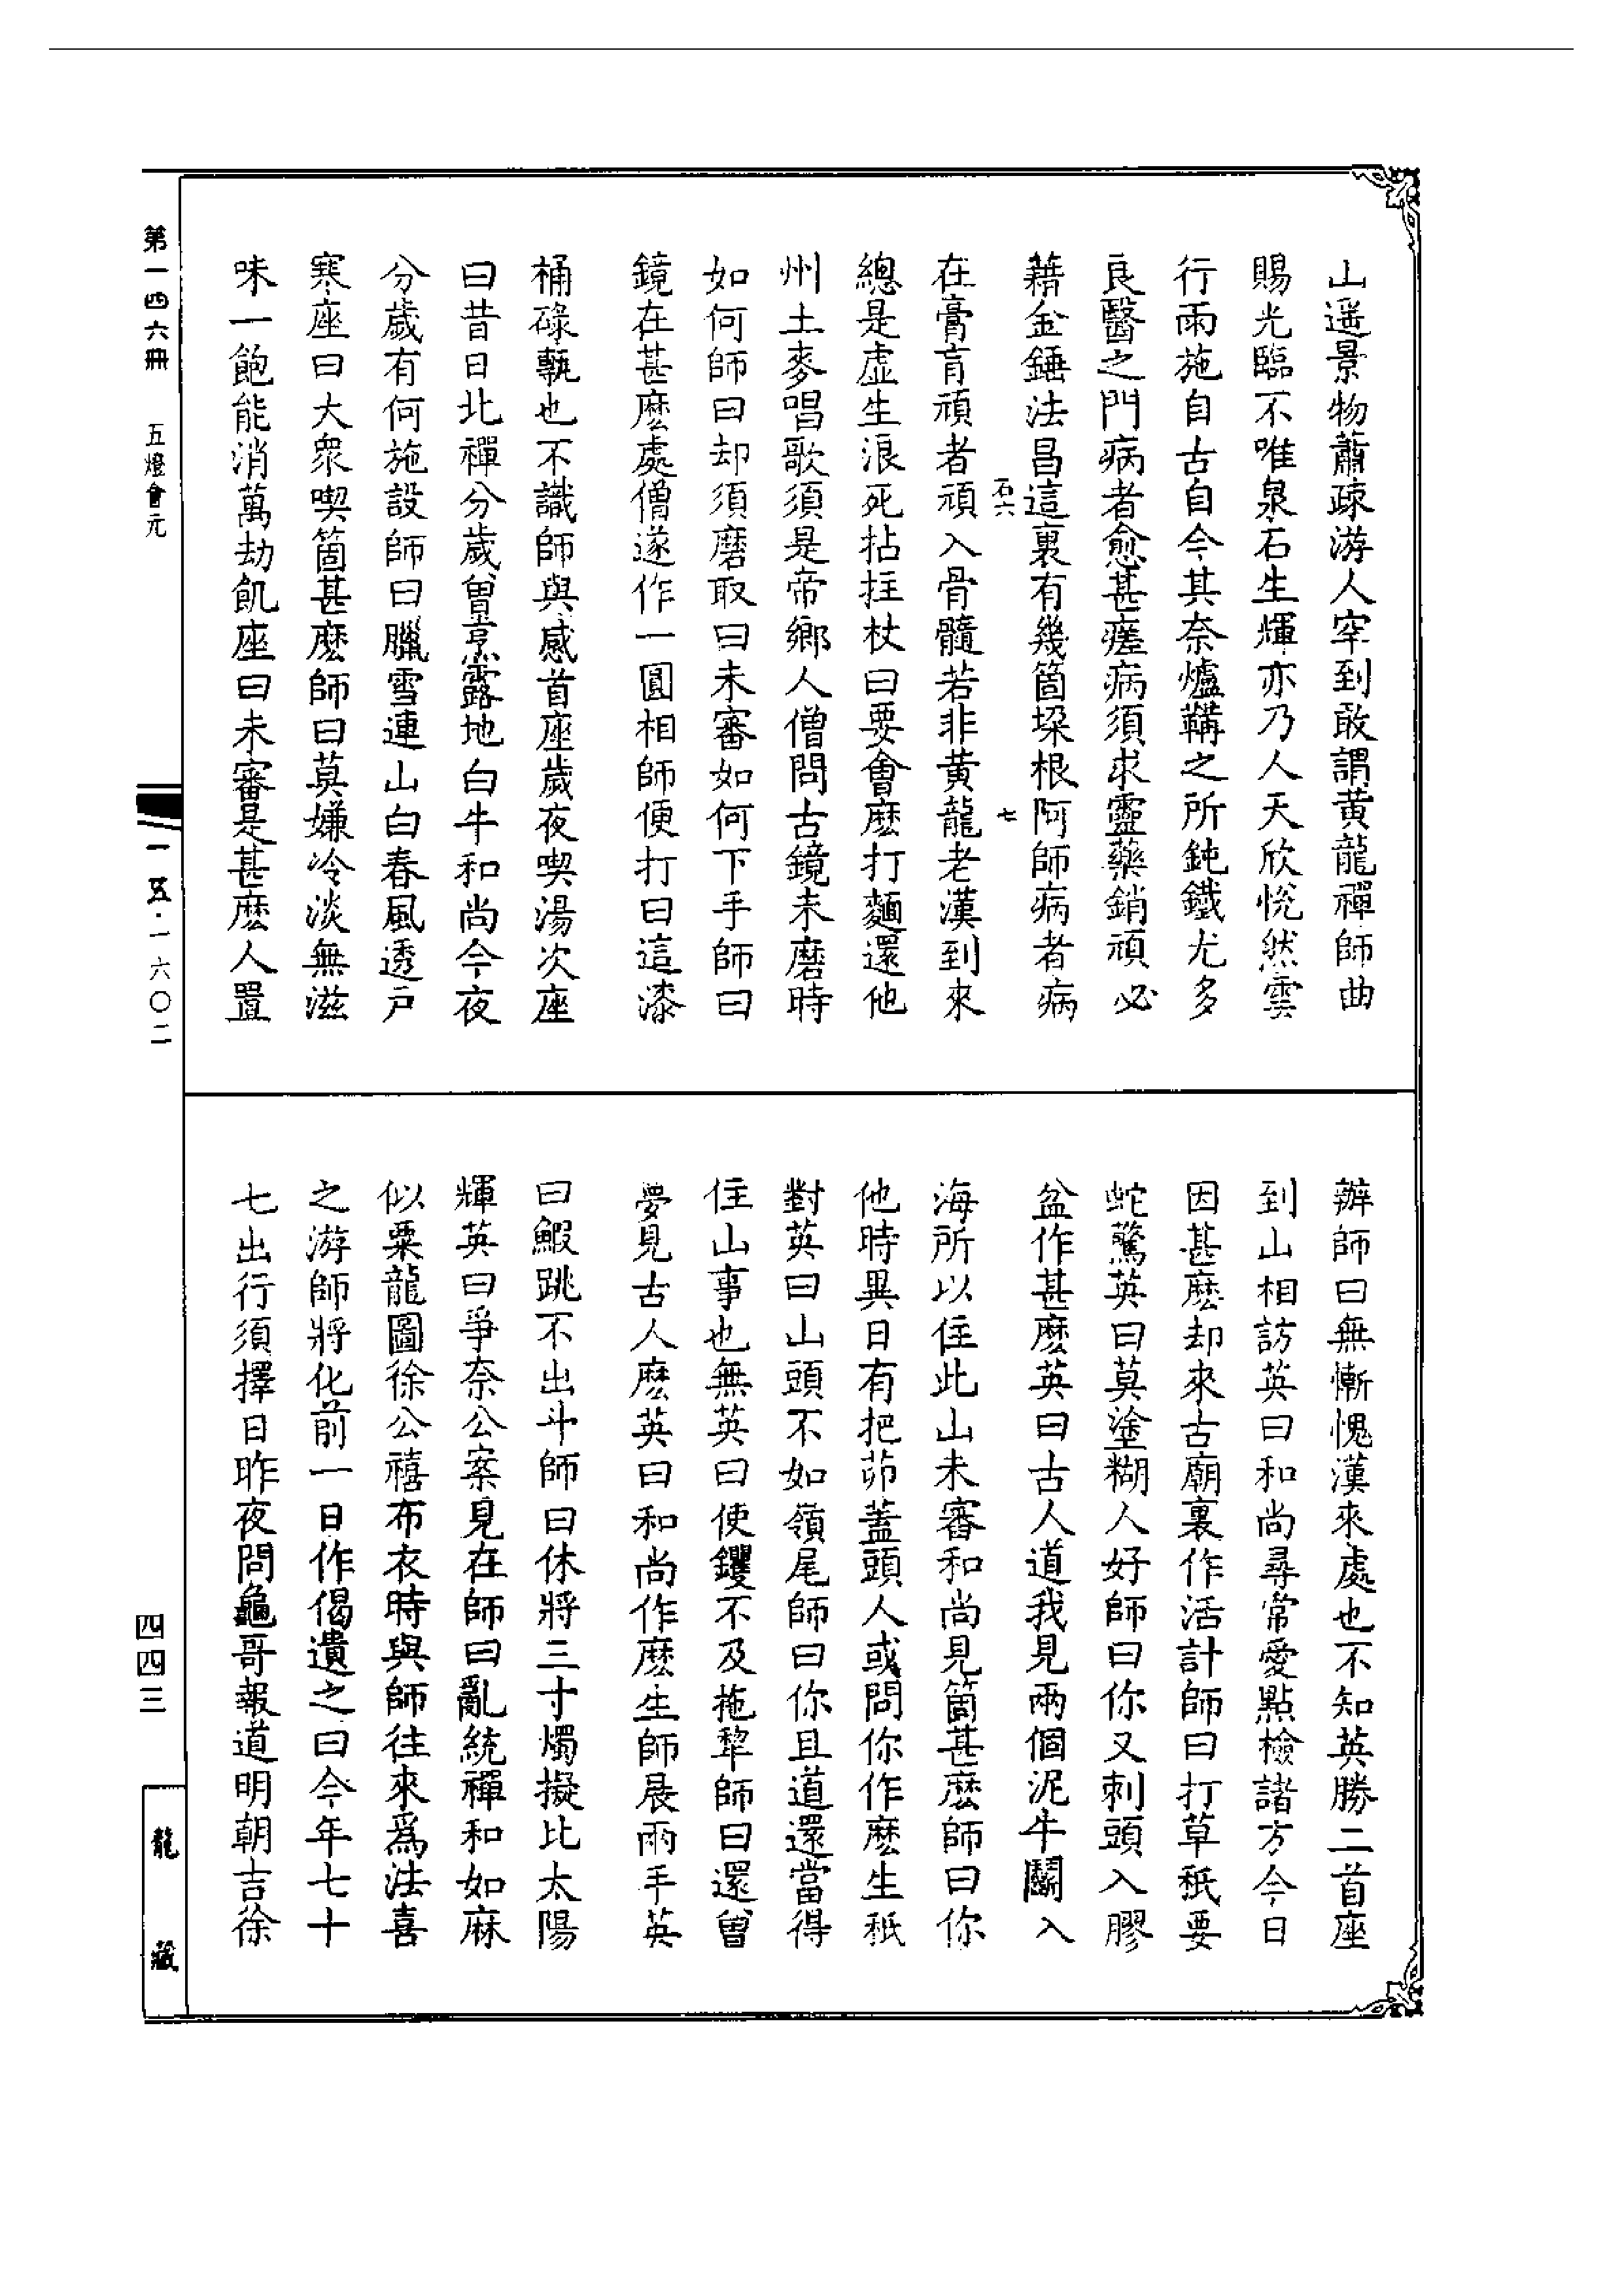 山遥景物蕭疎游人罕到敢謂黃龍禪師曲
賜光臨不唯泉石生輝亦乃人天欣悅然雲
行雨施自古自今其奈爐鞴之所鈍鐵尤多
良醫之門病者愈甚瘥病須求靈藥銷頑必
藉金錘法昌這裏有幾箇垛根阿師病者病
石六
七
在膏肓頑者頑入骨髓若非黃龍老漢到來
總是虛生浪死拈拄杖曰要會麽打麵還他
州土麥唱歌須是帝鄉人僧問古鏡未磨時
如何師曰却須磨取曰未審如何下手師曰
鏡在甚麽處僧遂作一圓相師便打曰這漆
桶碌甎也不識師與感首座歲夜喫湯次座
曰昔日北禪分歲曾烹露地白牛和尚今夜
分歲有何施設師曰臘雪連山白春風透戶
寒座曰大衆喫箇甚麽師曰莫嫌冷淡無滋
味一飽能消萬劫飢座曰未審是甚麽人置
辦師曰無慚愧漢來處也不知英勝二首座
到山相訪英曰和尚尋常愛點檢諸方今日
因甚麽却來古廟裏作活計師曰打草秖要
蛇驚英曰莫塗糊人好師曰你又刺頭入膠
盆作甚麽英曰古人道我見兩個泥牛鬭入
海所以住此山未審和尚見箇甚麽師曰你
他時異日有把茆蓋頭人或問你作麽生秖
對英曰山頭不如嶺尾師曰你且道還當得
住山事也無英曰使钁不及拖犂師曰還曾
夢見古人麽英曰和尚作麽生師展兩手英
曰鰕跳不出斗師曰休將三寸燭擬比太陽
輝英曰爭奈公案見在師曰亂統禪和如麻
似粟龍圖徐公禧布衣時與師往來爲法喜
之游師將化前一日作偈遺之曰今年七十
七出行須擇日昨夜問龜哥報道明朝吉徐
第一四六冊
五燈會元
一五·一六〇二
四四三
龍藏